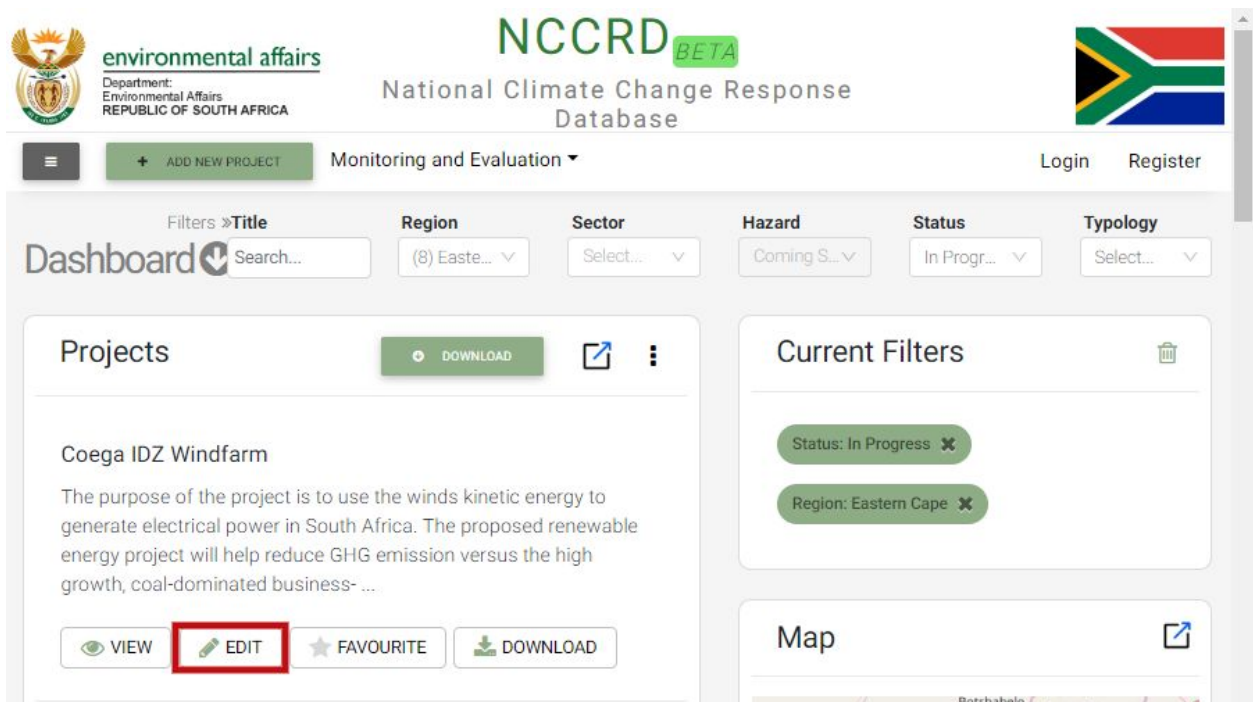 environmental affairs
Department:
Environmental Affairs
REPUBLIC OF SOUTH AFRICA
NCCRD BETA
National Climate Change Response
Database
+ ADD NEW PROJECT
Monitoring and Evaluation
Login
Register
Dashboard
Filters »
Title
Search...
Region
(8) Easte...
Sector
Select...
Hazard
Coming S...
Status
In Progr...
Typology
Select...
Projects
DOWNLOAD
Coega IDZ Windfarm
The purpose of the project is to use the winds kinetic energy to
generate electrical power in South Africa. The proposed renewable
energy project will help reduce GHG emission versus the high
growth, coal-dominated business- ...
VIEW
EDIT
FAVOURITE
DOWNLOAD
Current Filters
Status: In Progress ✖
Region: Eastern Cape ✖
Map